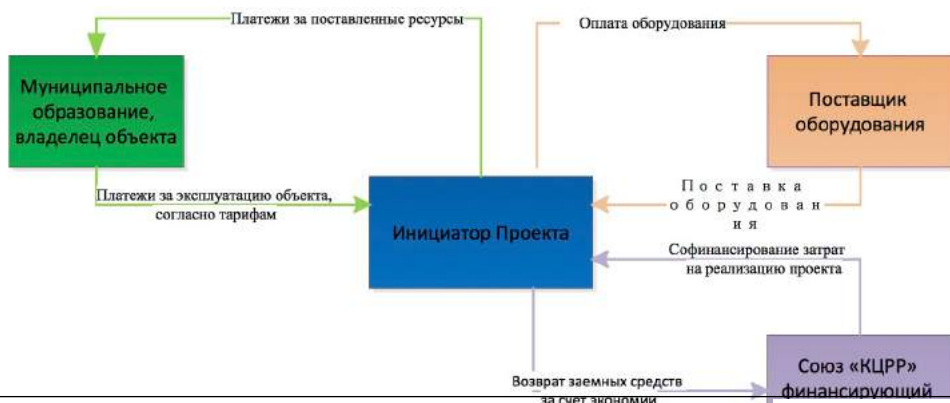 Платежи за поставленные ресурсы
Оплата оборудования
Муниципальное
образование,
владелец объекта
Поставщик
оборудования
Платежи за эксплуатацию объекта,
согласно тарифам
Инициатор Проекта
Поставка
оборудован
ия
Софинансирование затрат
на реализацию проекта
Возврат заемных средств
за счет экономии
Союз «КЦРР»
финансирующий